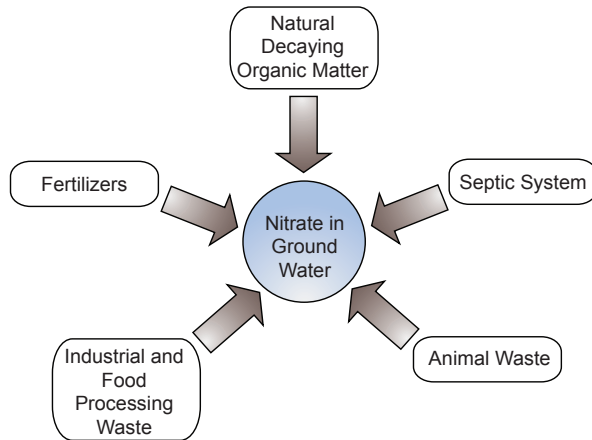 Natural
Decaying
Organic Matter
Fertilizers
Septic System
Nitrate in
Ground
Water
Industrial and
Food
Processing
Waste
Animal Waste